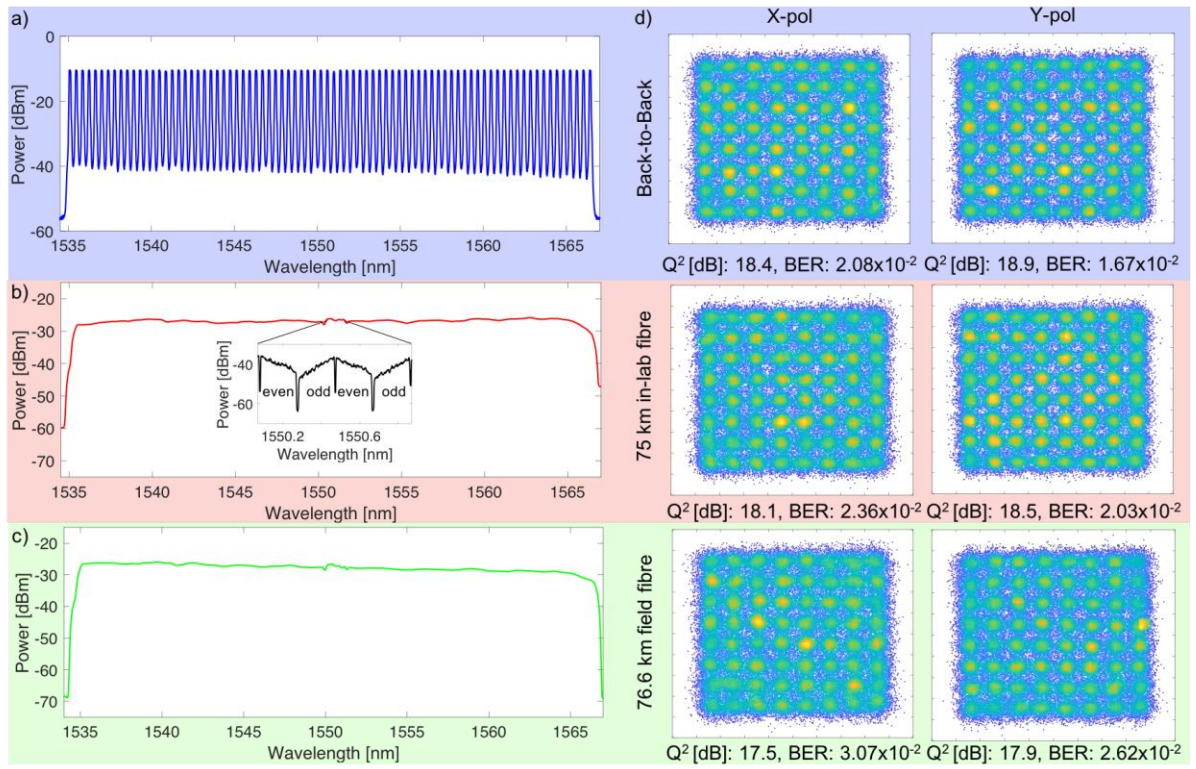 a)
0
-20
-40
-60
Power [dBm]
1535 1540 1545 1550 1555 1560 1565
Wavelength [nm]
b)
-20
-30
-40
-50
-60
-70
Power [dBm]
-40
-60
Power [dBm]
even odd even odd
1550.2 1550.6
Wavelength [nm]
1535 1540 1545 1550 1555 1560 1565
Wavelength [nm]
c)
-20
-30
-40
-50
-60
-70
Power [dBm]
1535 1540 1545 1550 1555 1560 1565
Wavelength [nm]
d) X-pol Y-pol
Back-to-Back
Q² [dB]: 18.4, BER: 2.08x10⁻² Q² [dB]: 18.9, BER: 1.67x10⁻²
75 km in-lab fibre
Q² [dB]: 18.1, BER: 2.36x10⁻² Q² [dB]: 18.5, BER: 2.03x10⁻²
76.6 km field fibre
Q² [dB]: 17.5, BER: 3.07x10⁻² Q² [dB]: 17.9, BER: 2.62x10⁻²